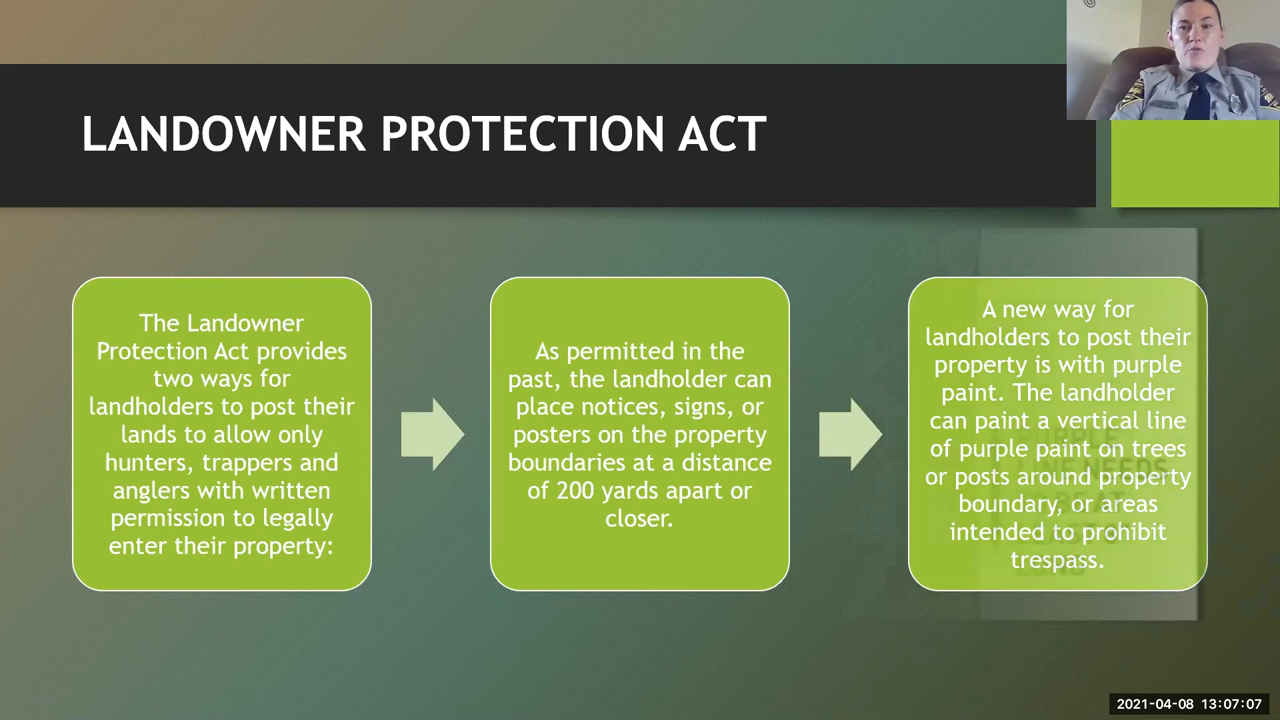 LANDOWNER PROTECTION ACT
The Landowner
Protection Act provides
two ways for
landholders to post their
lands to allow only
hunters, trappers and
anglers with written
permission to legally
enter their property:
As permitted in the
past, the landholder can
place notices, signs, or
posters on the property
boundaries at a distance
of 200 yards apart or
closer.
A new way for
landholders to post their
property is with purple
paint. The landholder
can paint a vertical line
of purple paint on trees
or posts around property
boundary, or areas
intended to prohibit
trespass.
2021-04-08 13:07:07